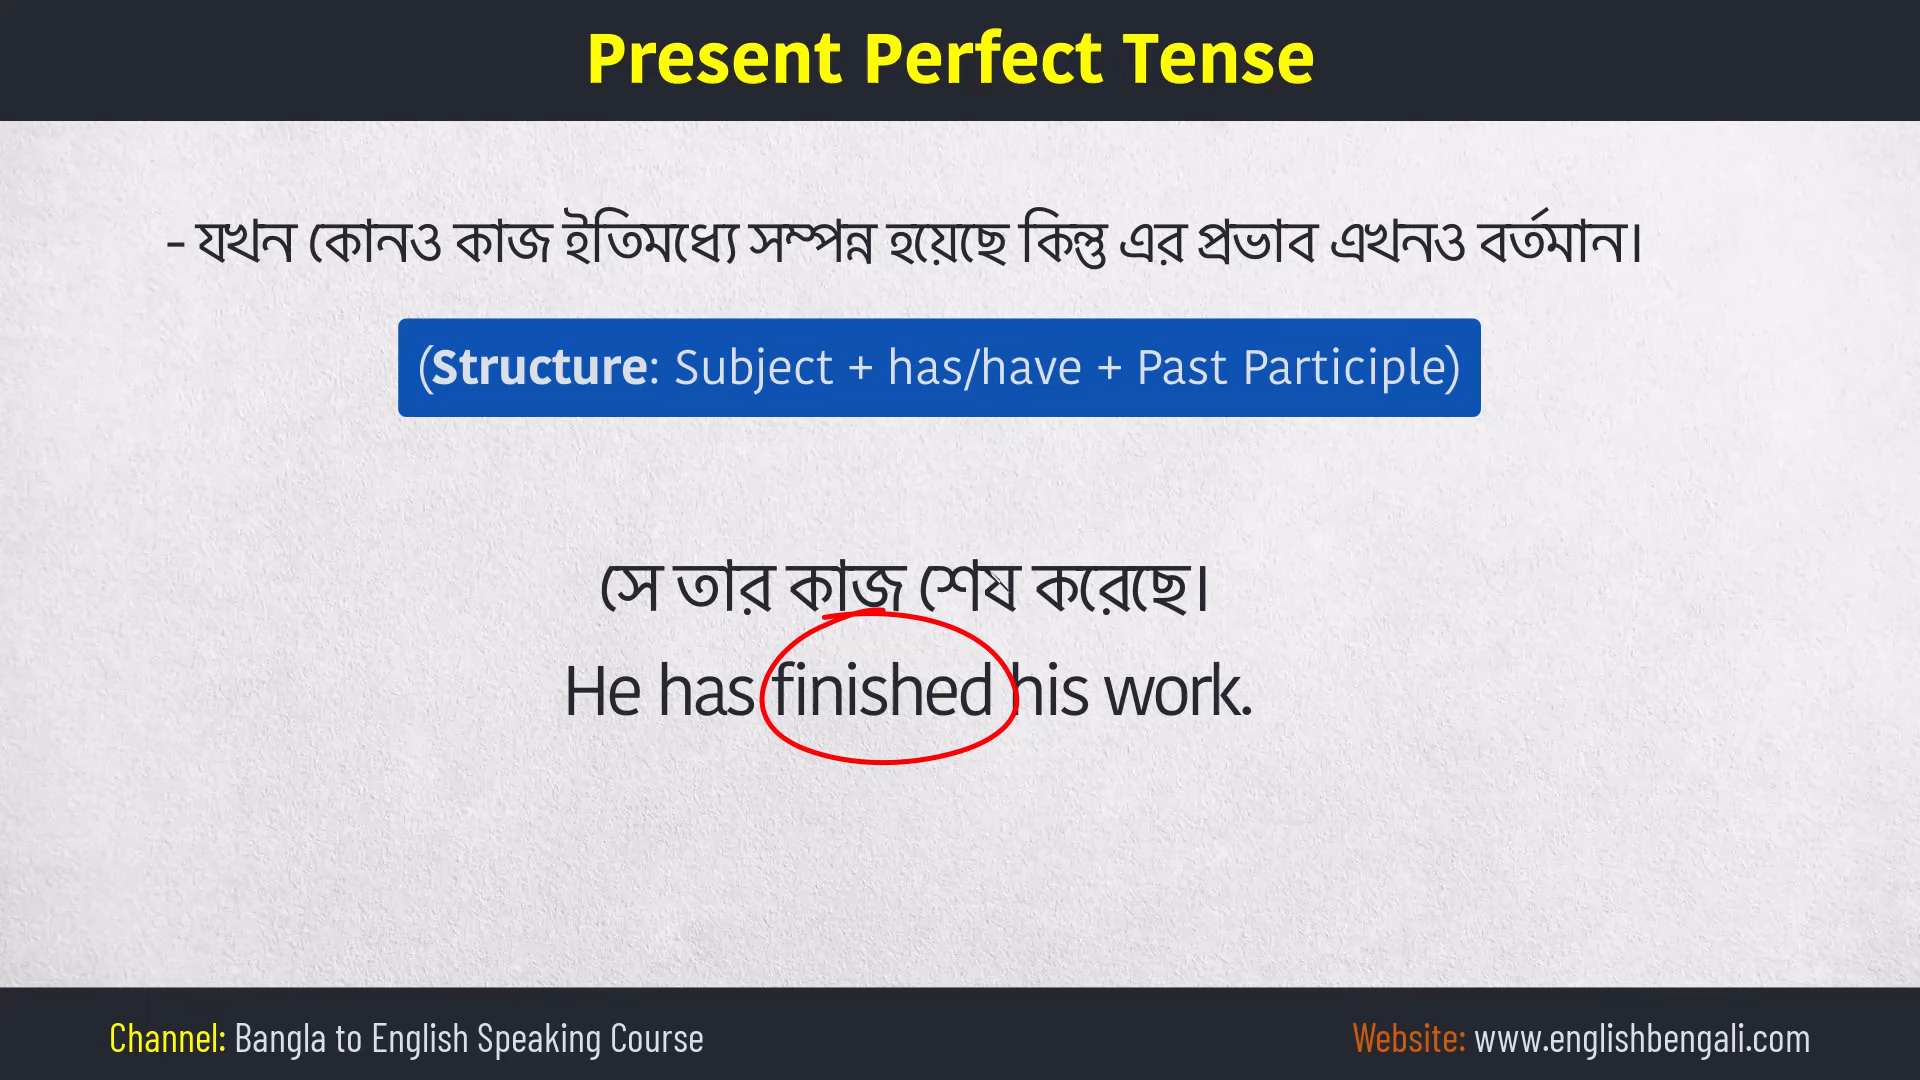 Present Perfect Tense
- যখন কোনও কাজ ইতিমধ্যে সম্পন্ন হয়েছে কিন্তু এর প্রভাব এখনও বর্তমান।
(Structure: Subject + has/have + Past Participle)
সে তার কাজ শেষ করেছে।
He has finished his work.
Channel: Bangla to English Speaking Course
Website: www.englishbengali.com